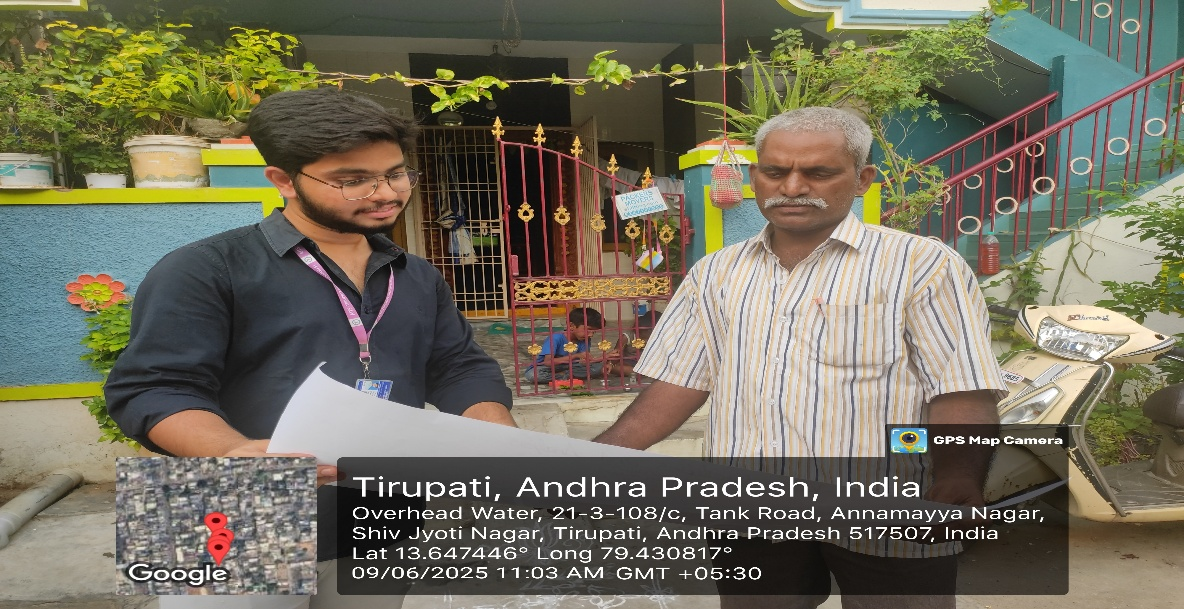 PACKERS
MOVERS
GPS Map Camera
Tirupati, Andhra Pradesh, India
Overhead Water, 21-3-108/c, Tank Road, Annamayya Nagar,
Shiv Jyoti Nagar, Tirupati, Andhra Pradesh 517507, India
Lat 13.647446° Long 79.430817°
09/06/2025 11:03 AM GMT +05:30
Google